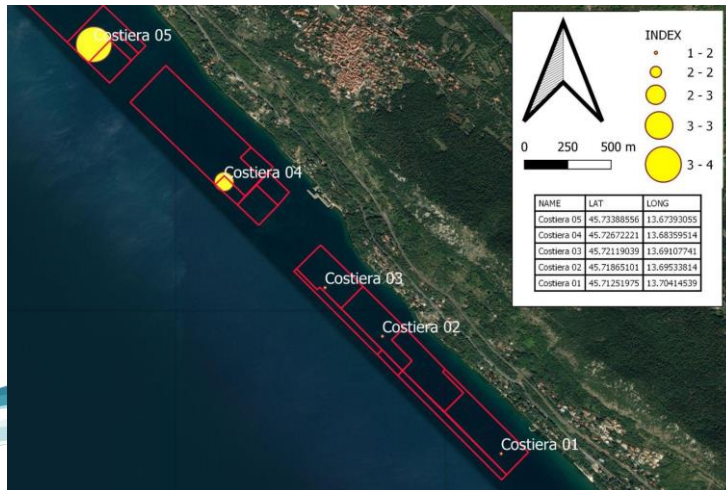 Costiera 05
Costiera 04
Costiera 03
Costiera 02
Costiera 01
INDEX
1 - 2
2 - 2
2 - 3
3 - 3
3 - 4
0 250 500 m
NAME LAT LONG
Costiera 05 45.73388556 13.67393055
Costiera 04 45.72672221 13.68359514
Costiera 03 45.72119039 13.69107741
Costiera 02 45.71865101 13.69533814
Costiera 01 45.71251975 13.70414539